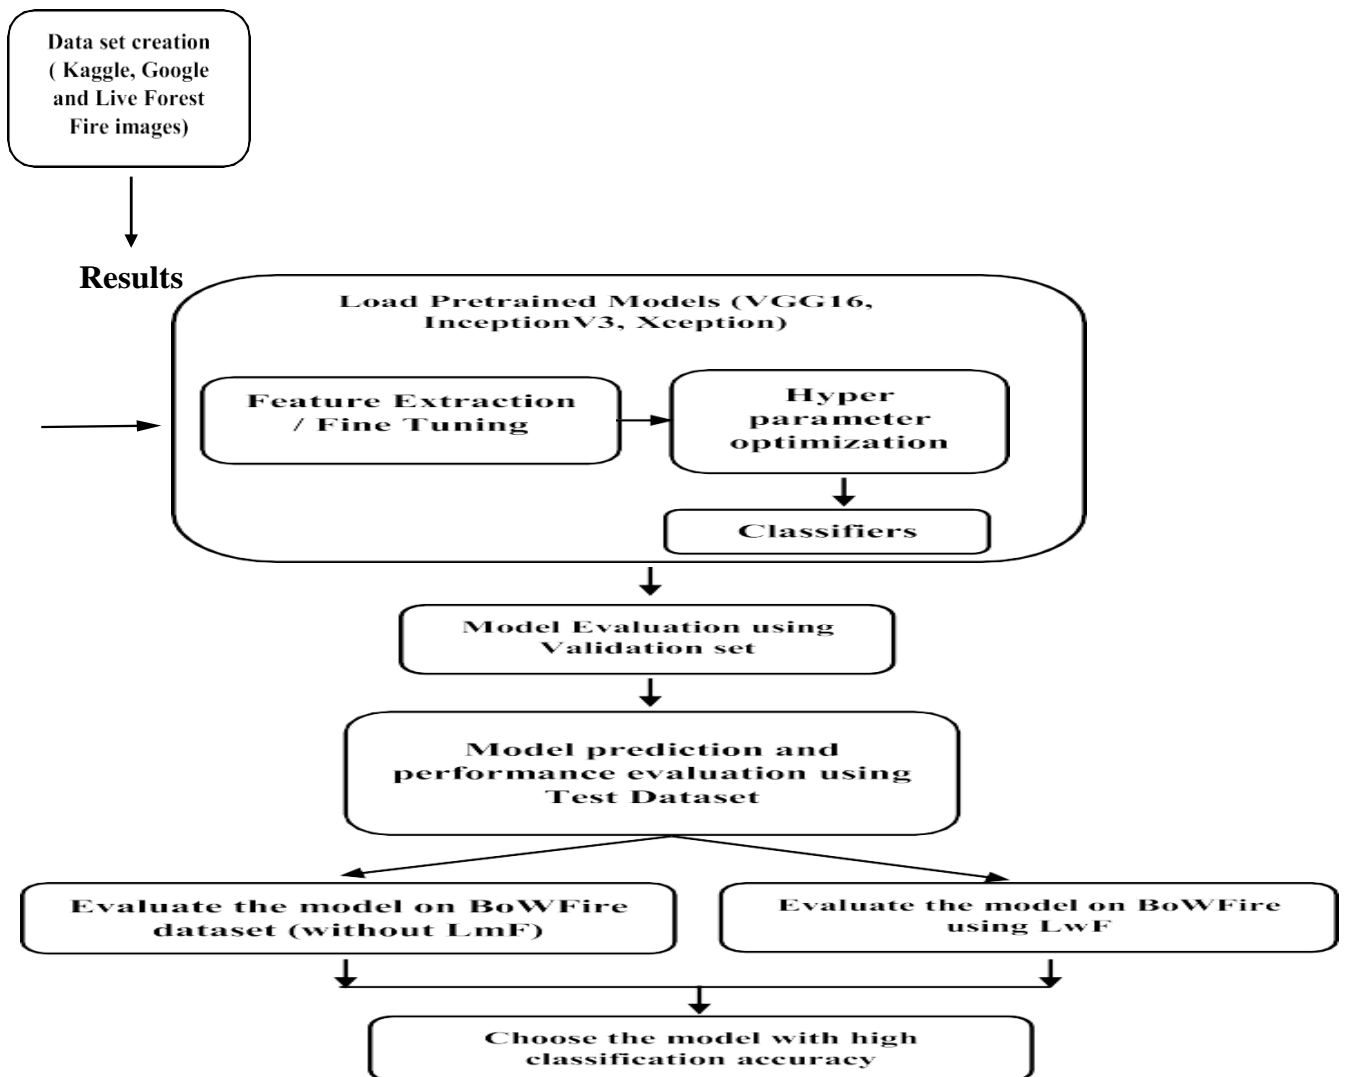 Data set creation
( Kaggle, Google
and Live Forest
Fire images)
Results
Load Pretrained Models (VGG16,
InceptionV3, Xception)
Feature Extraction
/ Fine Tuning
Hyper
parameter
optimization
Classifiers
Model Evaluation using
Validation set
Model prediction and
performance evaluation using
Test Dataset
Evaluate the model on BoWFire
dataset (without LmF)
Evaluate the model on BoWFire
using LwF
Choose the model with high
classification accuracy